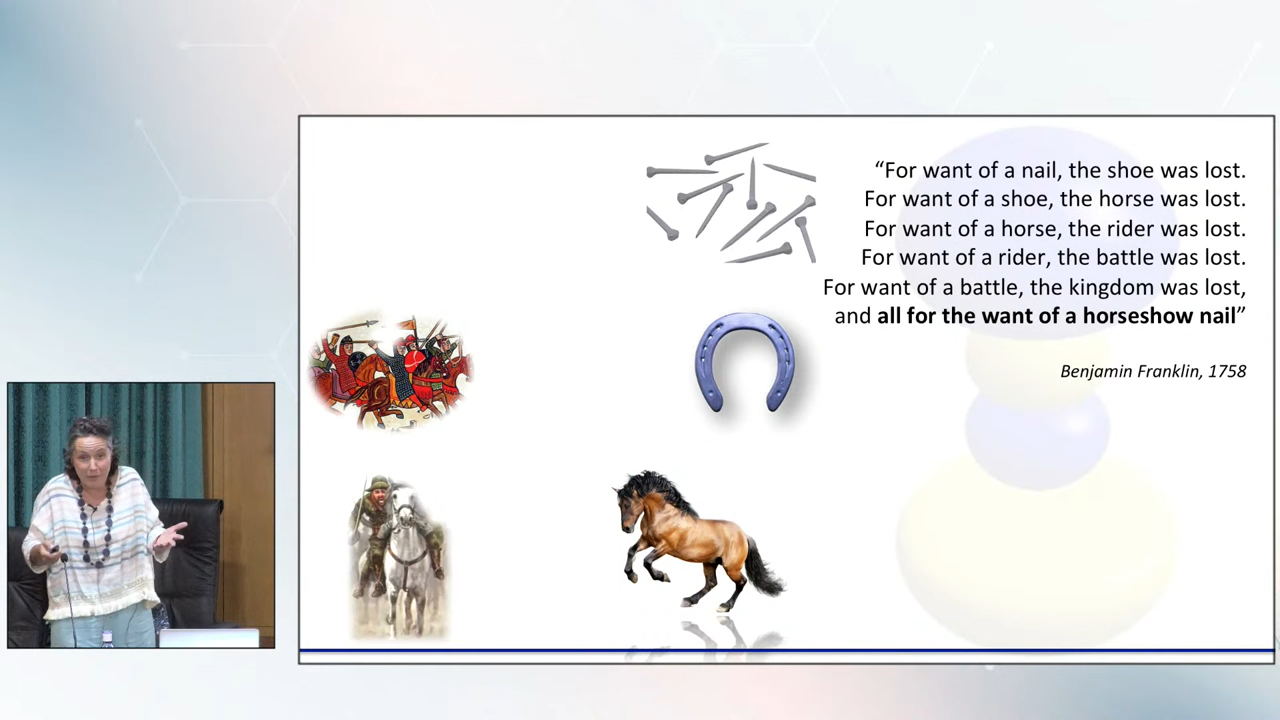 “For want of a nail, the shoe was lost.
For want of a shoe, the horse was lost.
For want of a horse, the rider was lost.
For want of a rider, the battle was lost.
For want of a battle, the kingdom was lost,
and all for the want of a horseshow nail”
Benjamin Franklin, 1758